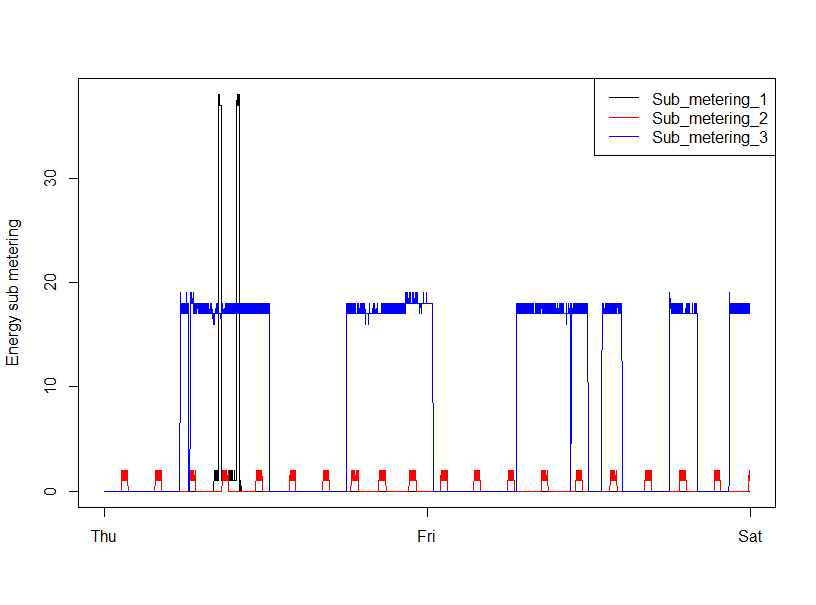 Sub_metering_1
Sub_metering_2
Sub_metering_3
Energy sub metering
30
20
10
0
Thu
Fri
Sat